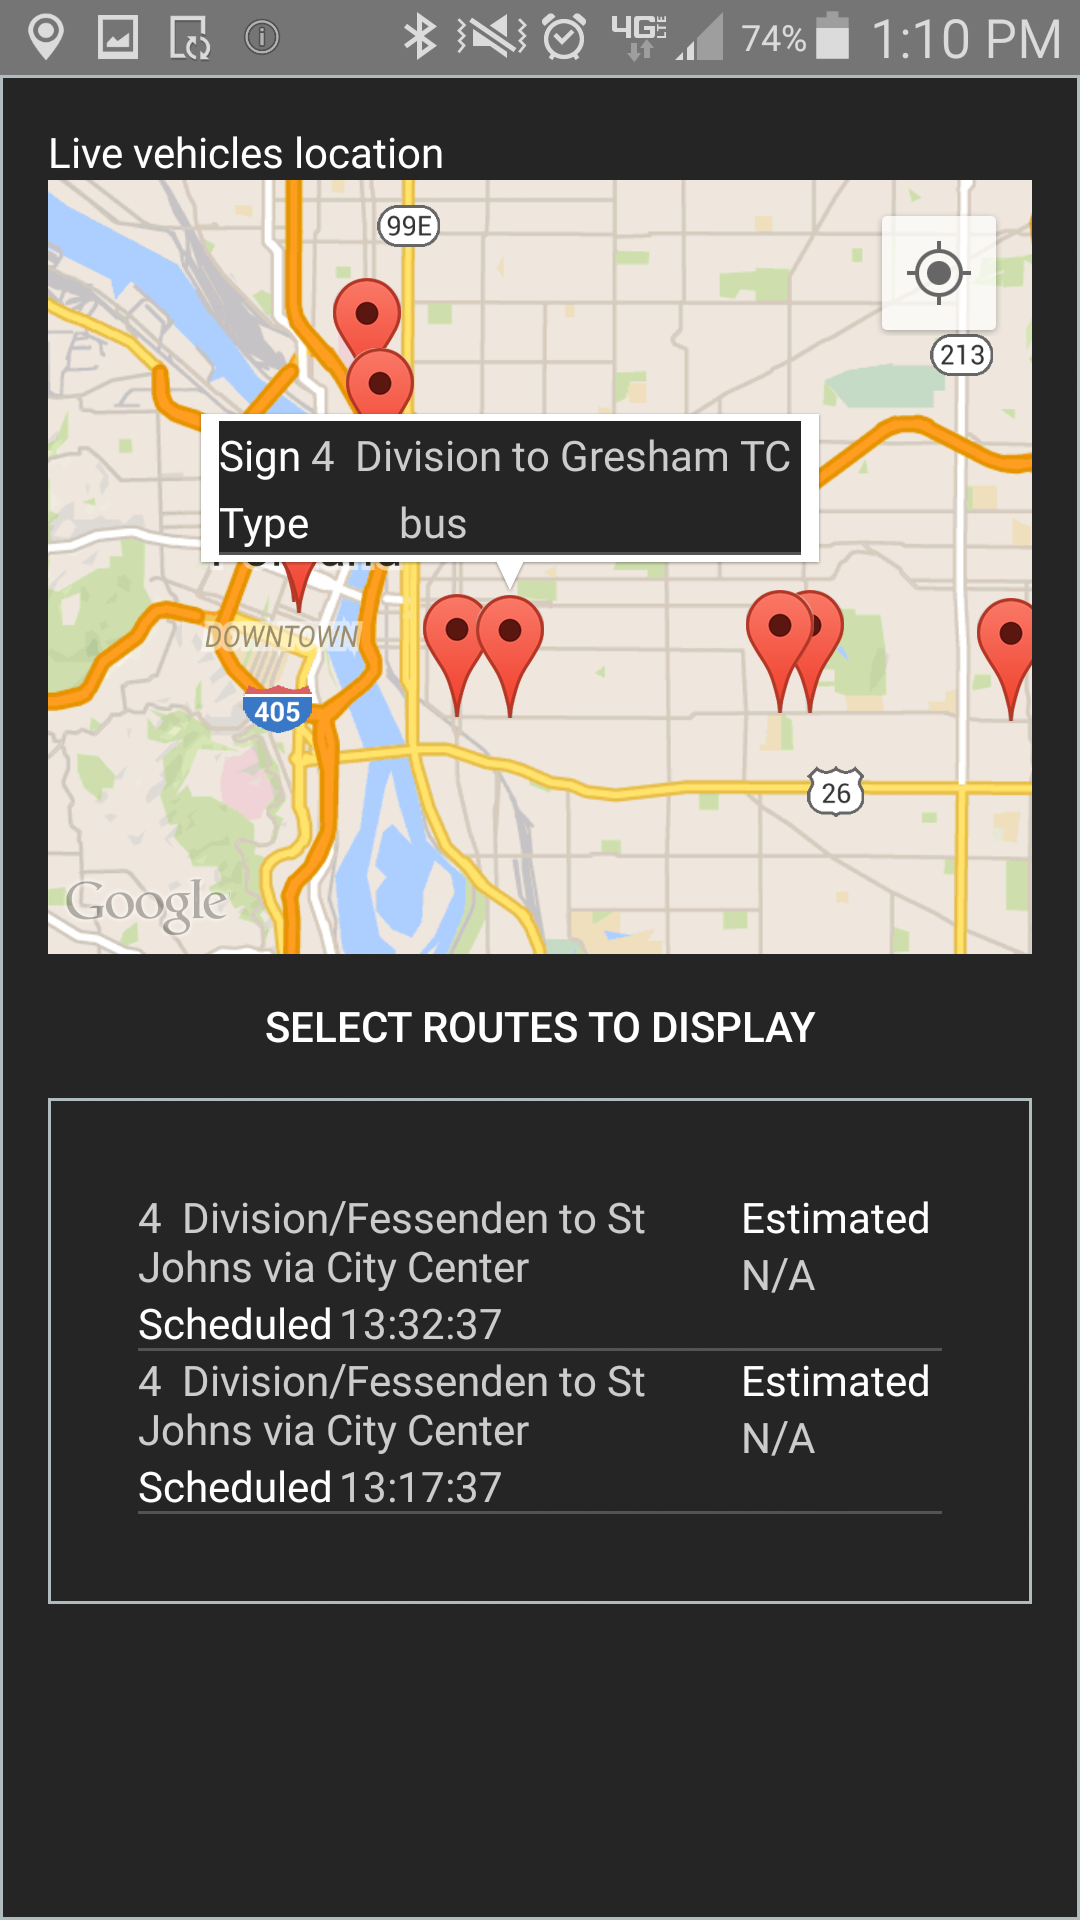 4G LTE 74% 1:10 PM
Live vehicles location
99E
213
Sign 4 Division to Gresham TC
Type bus
DOWNTOWN
405
26
Google
SELECT ROUTES TO DISPLAY
4 Division/Fessenden to St
Johns via City Center
Scheduled 13:32:37
Estimated
N/A
4 Division/Fessenden to St
Johns via City Center
Scheduled 13:17:37
Estimated
N/A